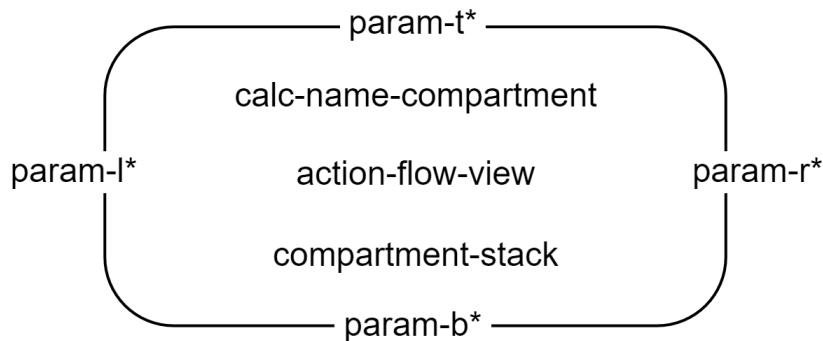 param-t*
calc-name-compartment
param-l* action-flow-view param-r*
compartment-stack
param-b*